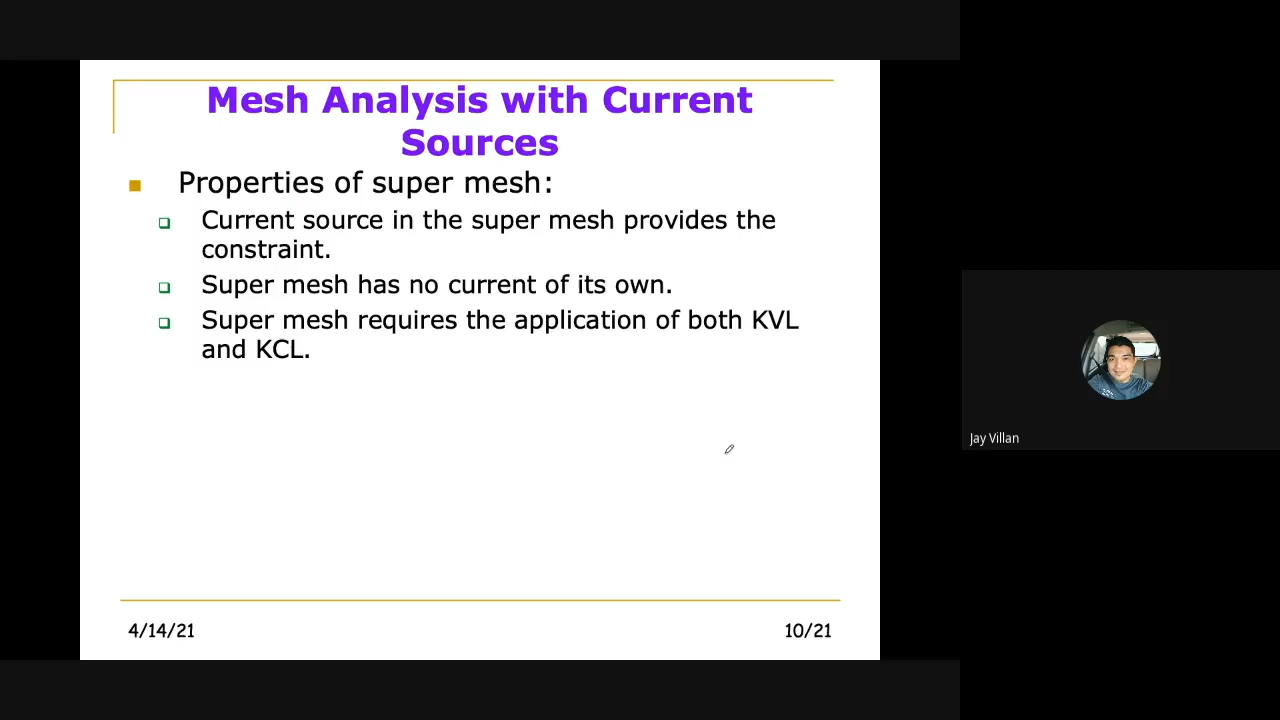 Mesh Analysis with Current
Sources
Properties of super mesh:
Current source in the super mesh provides the
constraint.
Super mesh has no current of its own.
Super mesh requires the application of both KVL
and KCL.
4/14/21
10/21
Jay Villan